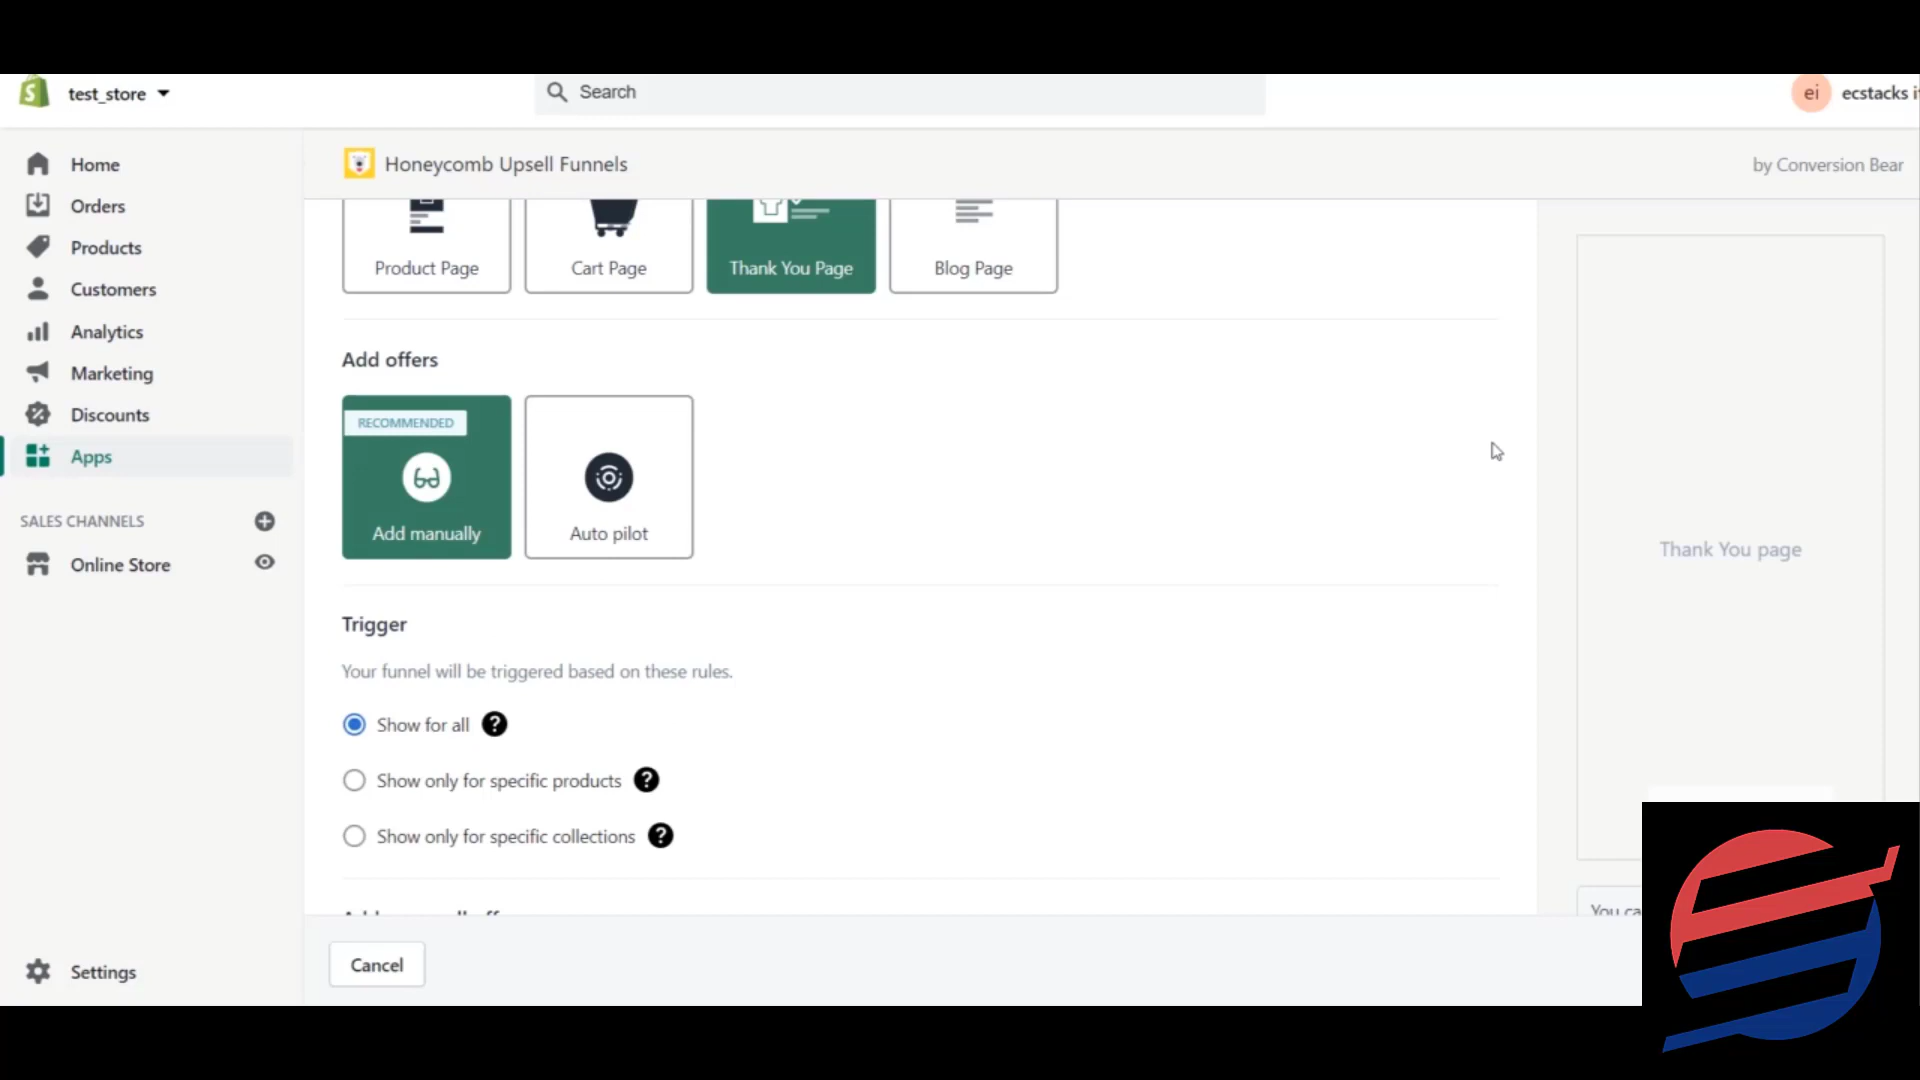 test_store
Search
ei
ecstacks
Home
Orders
Products
Customers
Analytics
Marketing
Discounts
Apps
SALES CHANNELS
Online Store
Settings
Honeycomb Upsell Funnels
by Conversion Bear
Product Page
Cart Page
Thank You Page
Blog Page
Add offers
RECOMMENDED
Add manually
Auto pilot
Trigger
Your funnel will be triggered based on these rules.
Show for all ?
Show only for specific products ?
Show only for specific collections ?
Cancel
Thank You page
You